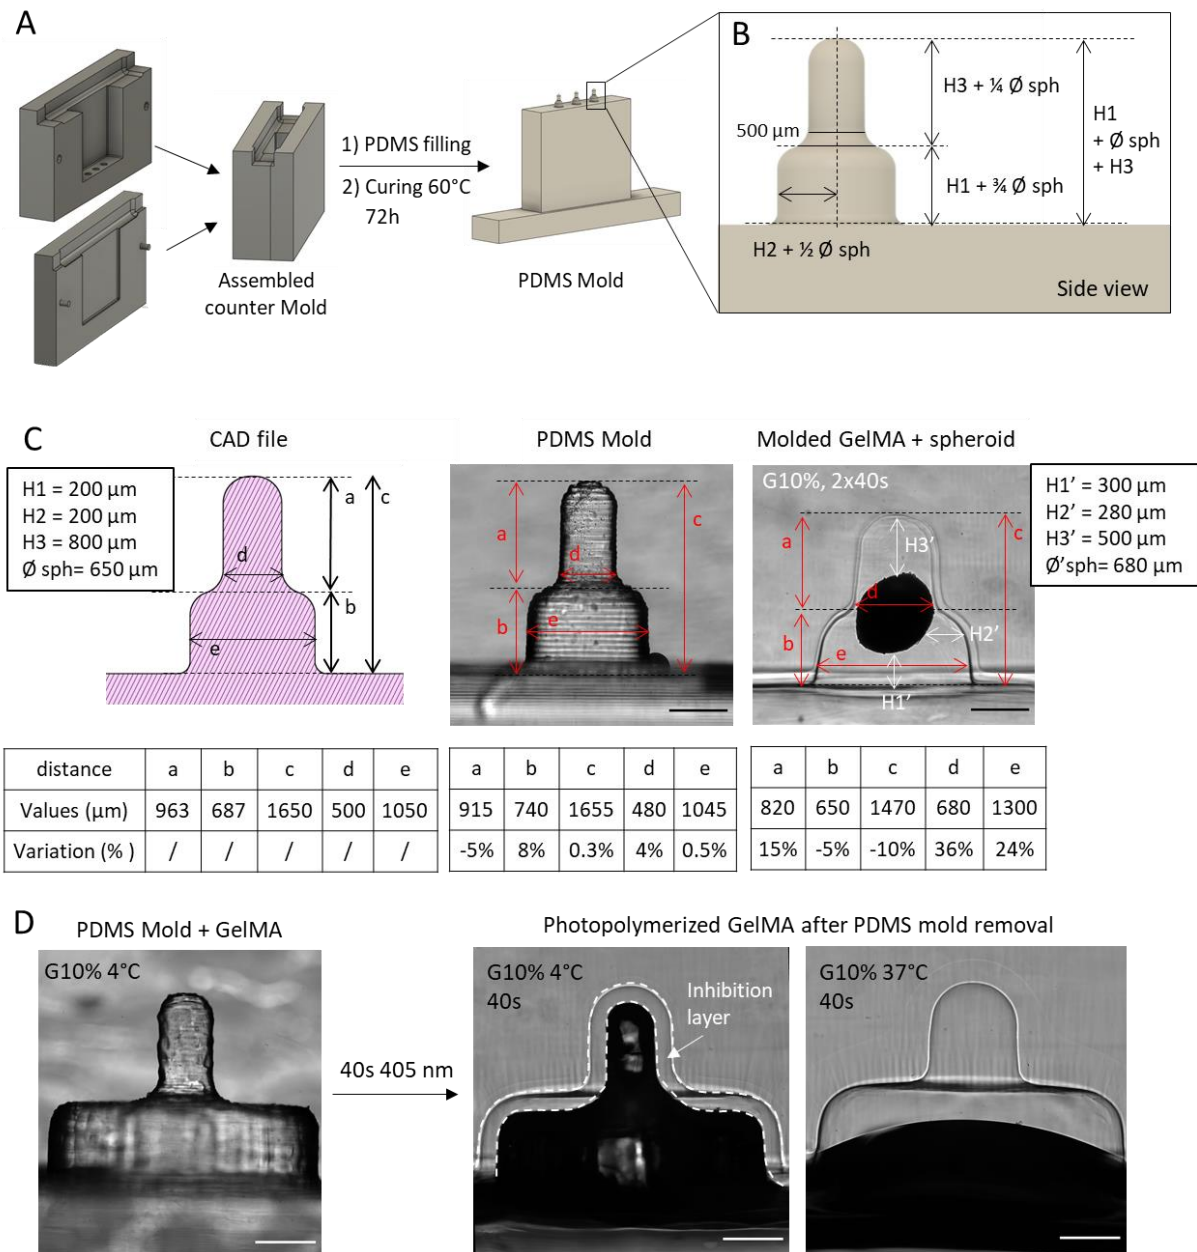 A
1) PDMS filling
2) Curing 60°C
72h
Assembled
counter Mold
PDMS Mold
B
500 µm
H3 + ¼ Ø sph
H1
+ Ø sph
+ H3
H1 + ¾ Ø sph
H2 + ½ Ø sph
Side view
C
CAD file
H1 = 200 µm
H2 = 200 µm
H3 = 800 µm
Ø sph= 650 µm
a
c
d
b
e
PDMS Mold
a
c
d
b
e
Molded GelMA + spheroid
G10%, 2x40s
a
c
H3'
d
b
e
H2'
H1'
H1' = 300 µm
H2' = 280 µm
H3' = 500 µm
Ø'sph= 680 µm
distance a b c d e
Values (µm) 963 687 1650 500 1050
Variation (% ) / / / / /
a b c d e
915 740 1655 480 1045
-5% 8% 0.3% 4% 0.5%
a b c d e
820 650 1470 680 1300
15% -5% -10% 36% 24%
D
PDMS Mold + GelMA
G10% 4°C
40s 405 nm
Photopolymerized GelMA after PDMS mold removal
G10% 4°C
40s
Inhibition
layer
G10% 37°C
40s